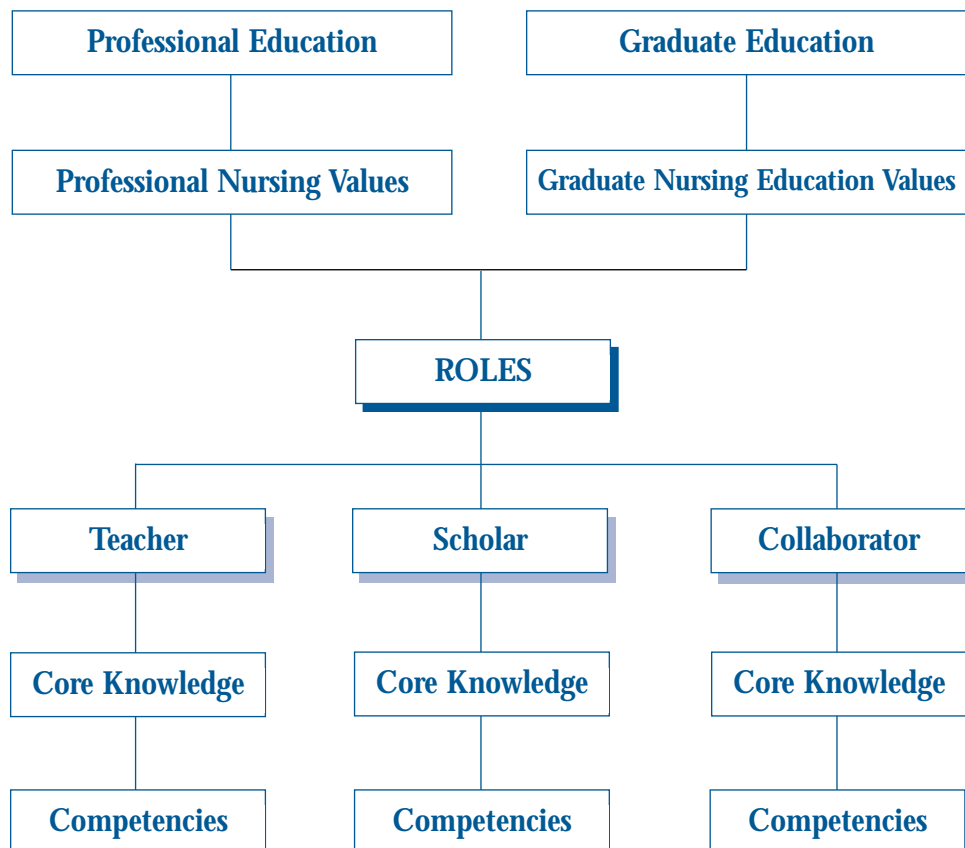 Professional Education
Graduate Education
Professional Nursing Values
Graduate Nursing Education Values
ROLES
Teacher
Scholar
Collaborator
Core Knowledge
Core Knowledge
Core Knowledge
Competencies
Competencies
Competencies